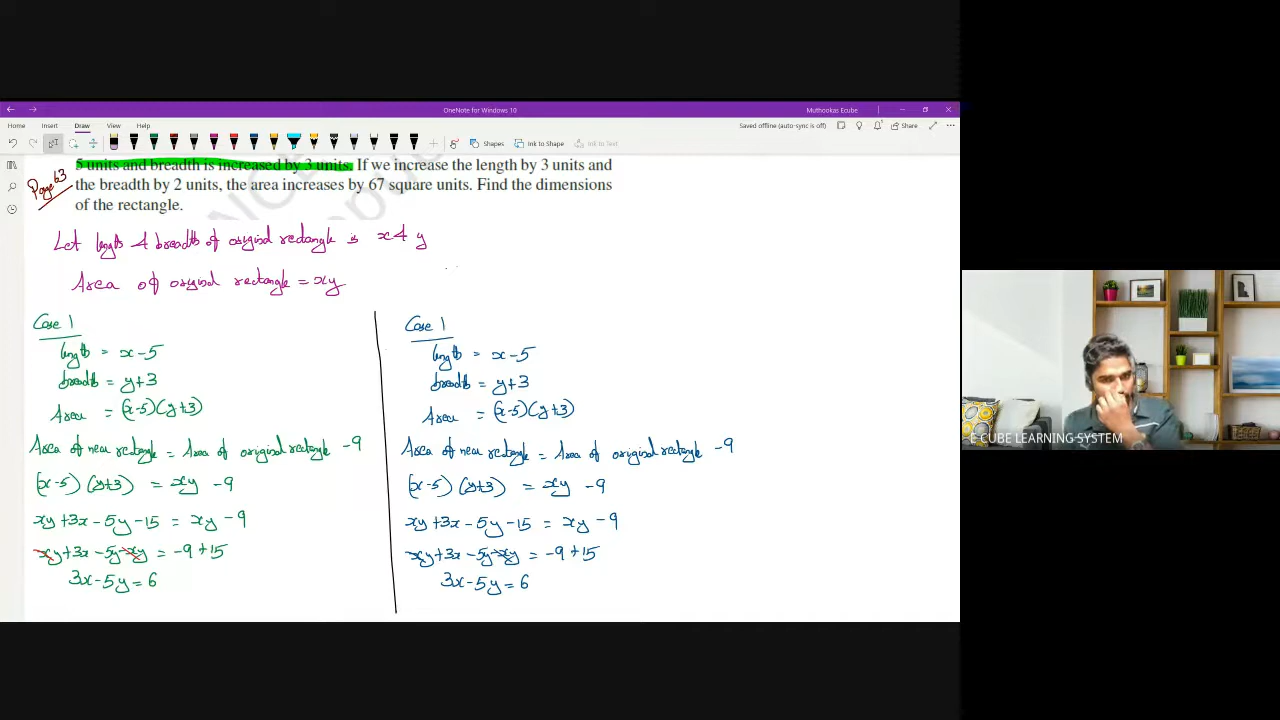 OneNote for Windows 10
Muthookas Ecube
Home Insert Draw View Help
Saved offline (auto-sync is off)
Share
Shapes Ink to Shape Ink to Text
5 units and breadth is increased by 3 units. If we increase the length by 3 units and
Page 63
the breadth by 2 units, the area increases by 67 square units. Find the dimensions
of the rectangle.
Let length & breadth of original rectangle is x & y
Area of original rectangle = xy
Case 1
length = x-5
breadth = y+3
Area = (x-5)(y+3)
Area of new rectangle = Area of original rectangle -9
(x-5) (y+3) = xy -9
xy+3x-5y-15 = xy-9
xy+3x-5y-xy = -9+15
3x-5y=6
Case 1
length = x-5
breadth = y+3
Area = (x-5)(y+3)
Area of new rectangle = Area of original rectangle -9
(x-5) (y+3) = xy -9
xy+3x-5y-15 = xy-9
xy+3x-5y-xy = -9+15
3x-5y=6
E CUBE LEARNING SYSTEM